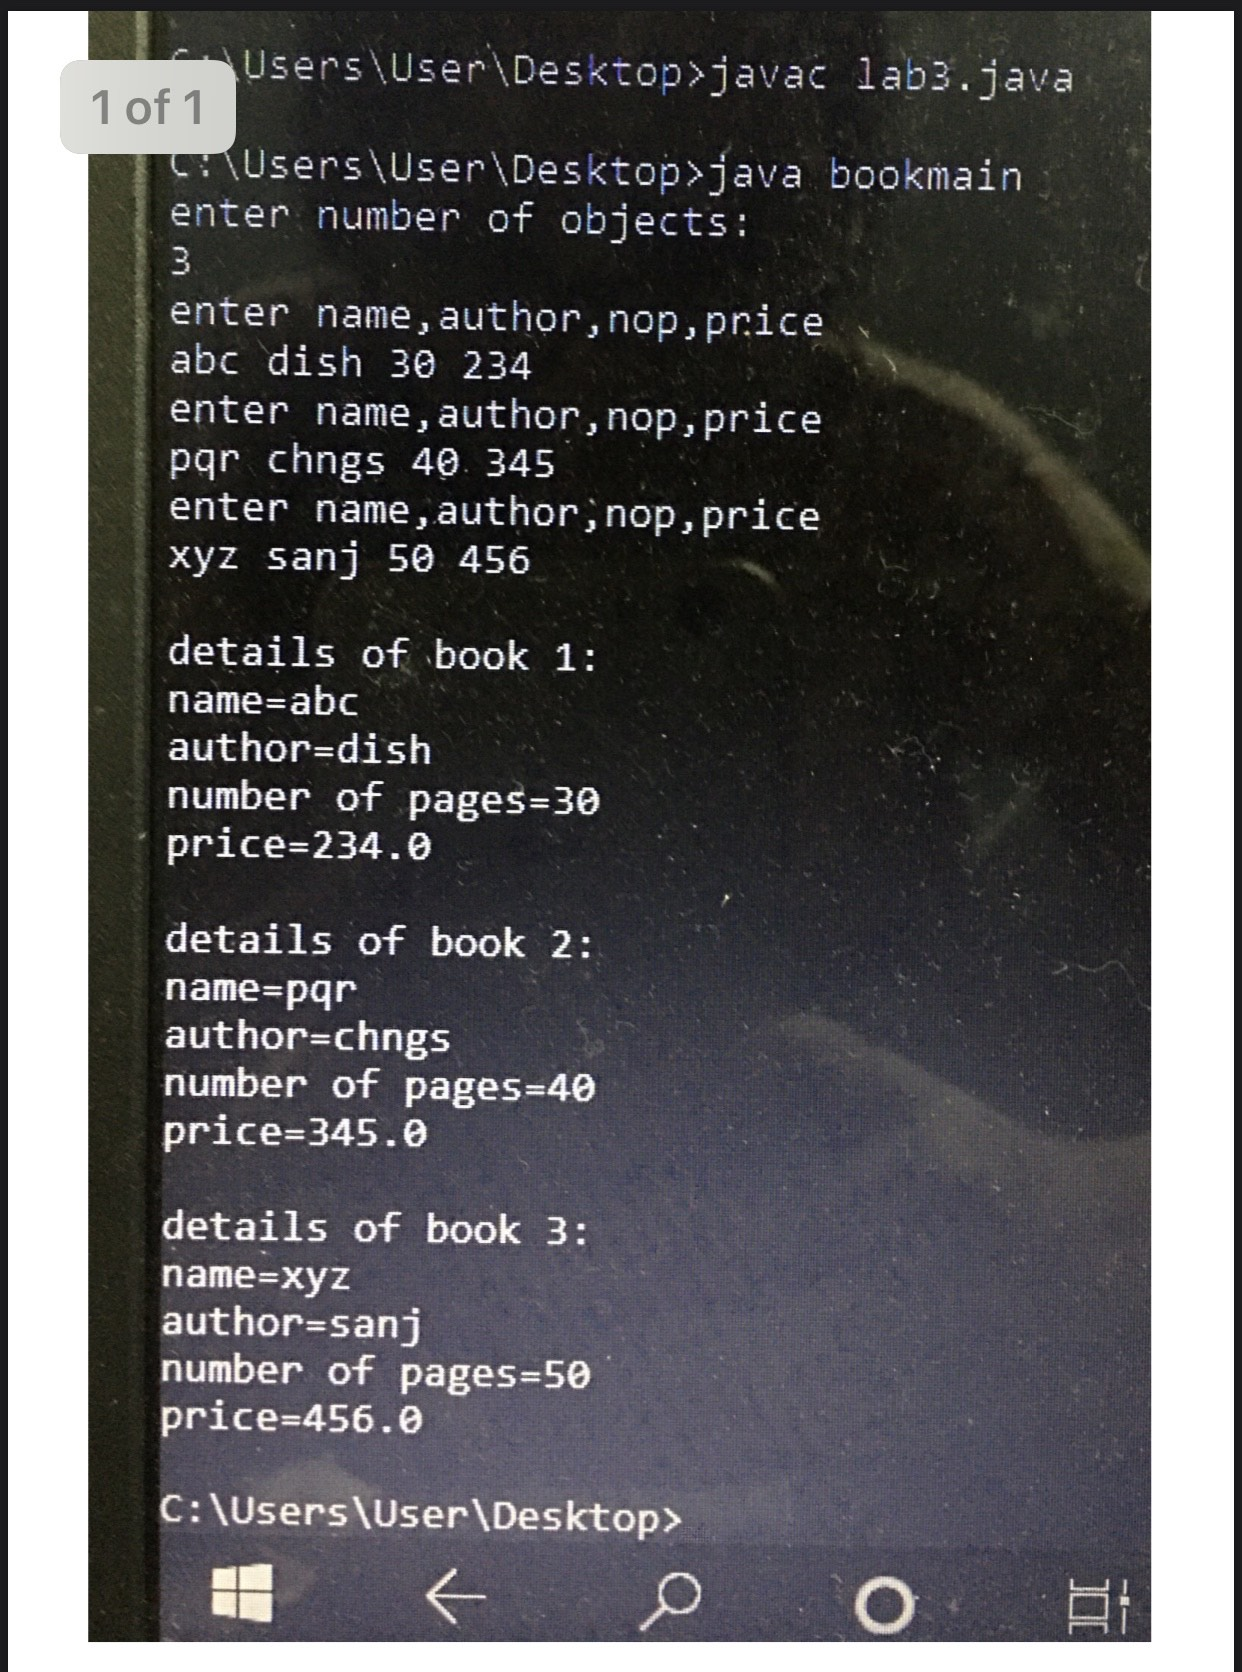 C:\Users\User\Desktop>javac lab3.java
1 of 1
C:\Users\User\Desktop>java bookmain
enter number of objects:
3
enter name,author,nop,price
abc dish 30 234
enter name,author,nop,price
pqr chngs 40 345
enter name,author,nop,price
xyz sanj 50 456
details of book 1:
name=abc
author=dish
number of pages=30
price=234.0
details of book 2:
name=pqr
author=chngs
number of pages=40
price=345.0
details of book 3:
name=xyz
author=sanj
number of pages=50
price=456.0
C:\Users\User\Desktop>